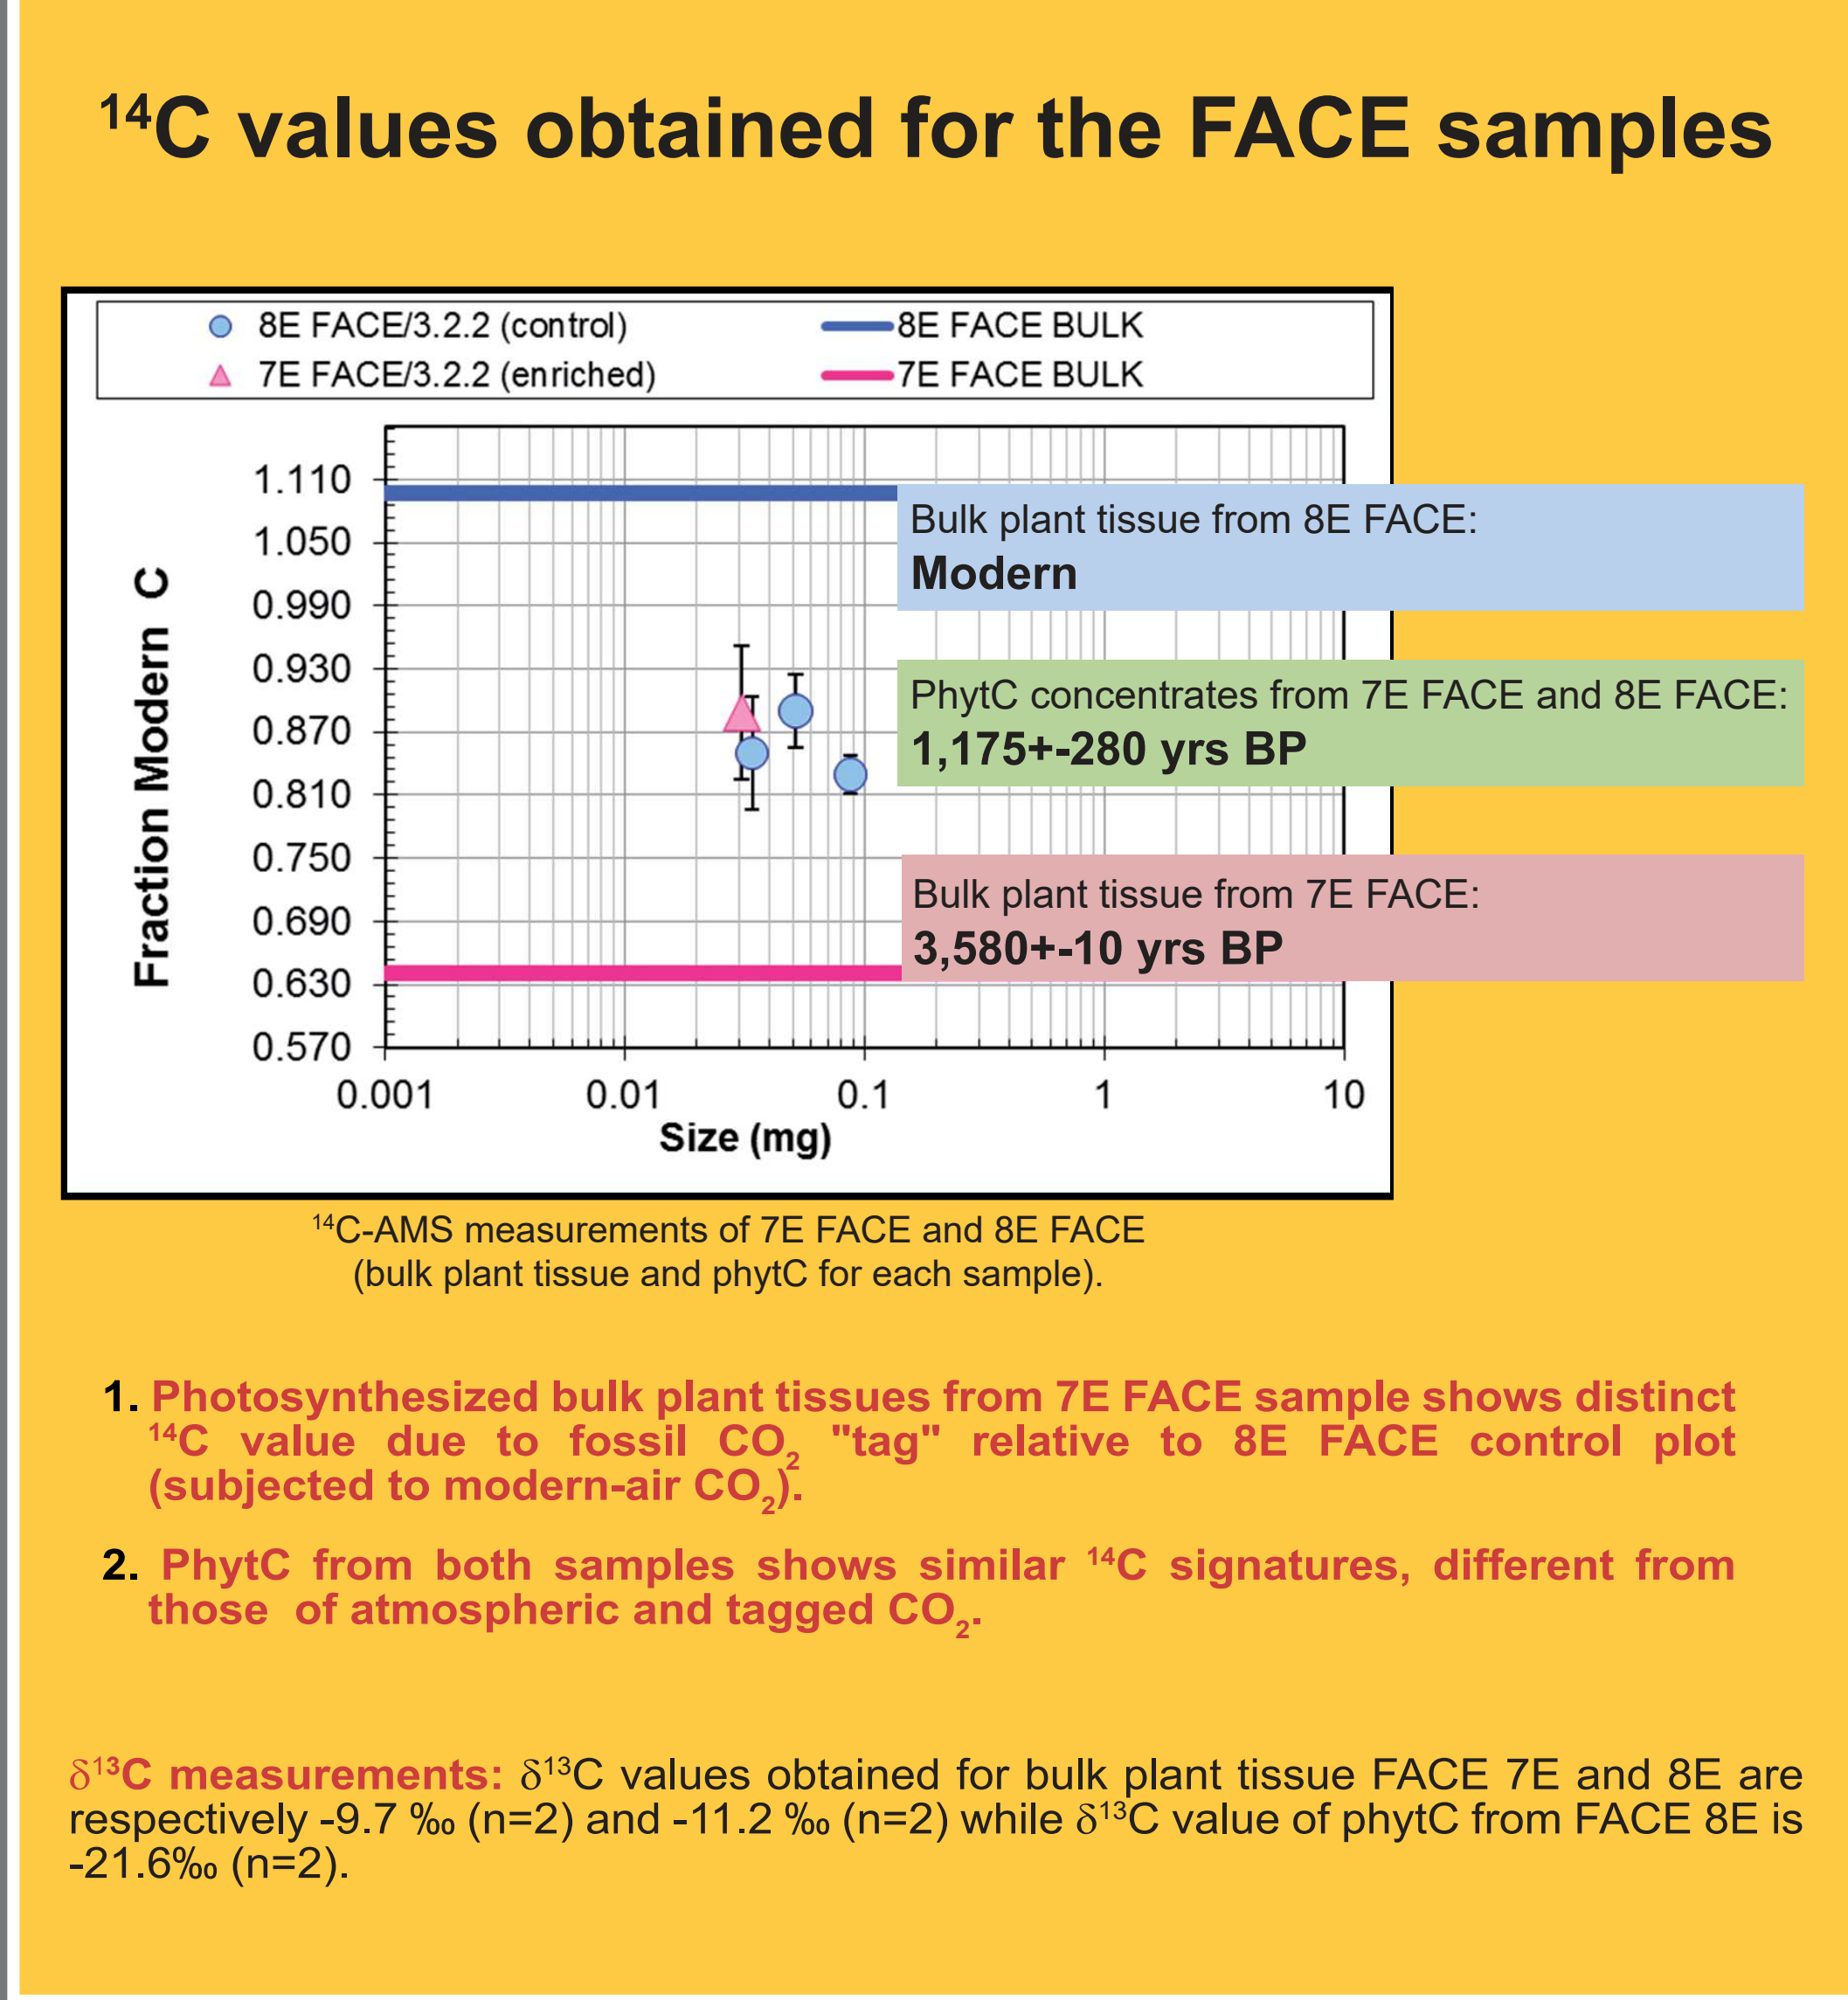 ¹⁴C values obtained for the FACE samples
8E FACE/3.2.2 (control)
8E FACE BULK
7E FACE/3.2.2 (enriched)
7E FACE BULK
Fraction Modern C
1.110
1.050
0.990
0.930
0.870
0.810
0.750
0.690
0.630
0.570
Bulk plant tissue from 8E FACE:
Modern
PhytC concentrates from 7E FACE and 8E FACE:
1,175+-280 yrs BP
Bulk plant tissue from 7E FACE:
3,580+-10 yrs BP
0.001 0.01 0.1 1 10
Size (mg)
¹⁴C-AMS measurements of 7E FACE and 8E FACE
(bulk plant tissue and phytC for each sample).
1. Photosynthesized bulk plant tissues from 7E FACE sample shows distinct
¹⁴C value due to fossil CO₂ "tag" relative to 8E FACE control plot
(subjected to modern-air CO₂).
2. PhytC from both samples shows similar ¹⁴C signatures, different from
those of atmospheric and tagged CO₂.
δ¹³C measurements: δ¹³C values obtained for bulk plant tissue FACE 7E and 8E are
respectively -9.7 ‰ (n=2) and -11.2 ‰ (n=2) while δ¹³C value of phytC from FACE 8E is
-21.6‰ (n=2).